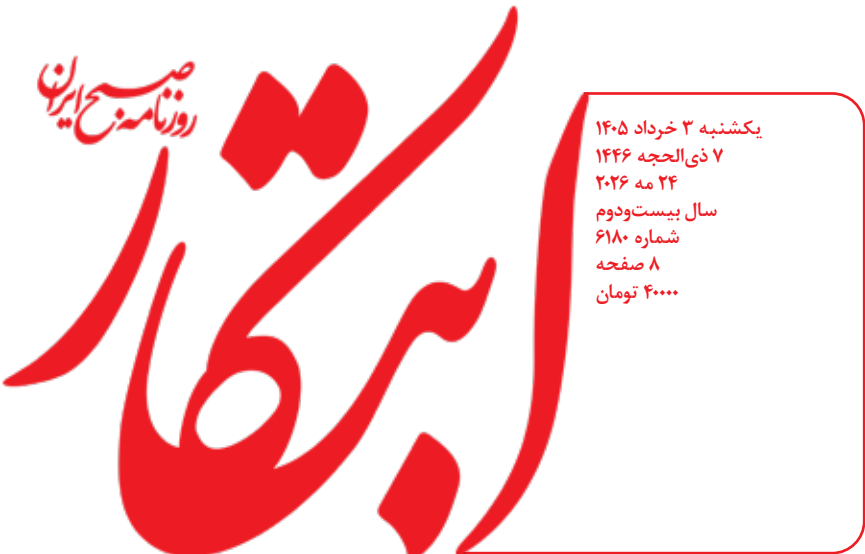 ابتکار
روزنامه صبح ایران
یکشنبه ۳ خرداد ۱۴۰۵
۷ ذی‌الحجه ۱۴۴۶
۲۴ مه ۲۰۲۶
سال بیست‌ودوم
شماره ۶۱۸۰
۸ صفحه
۴۰۰۰۰ تومان